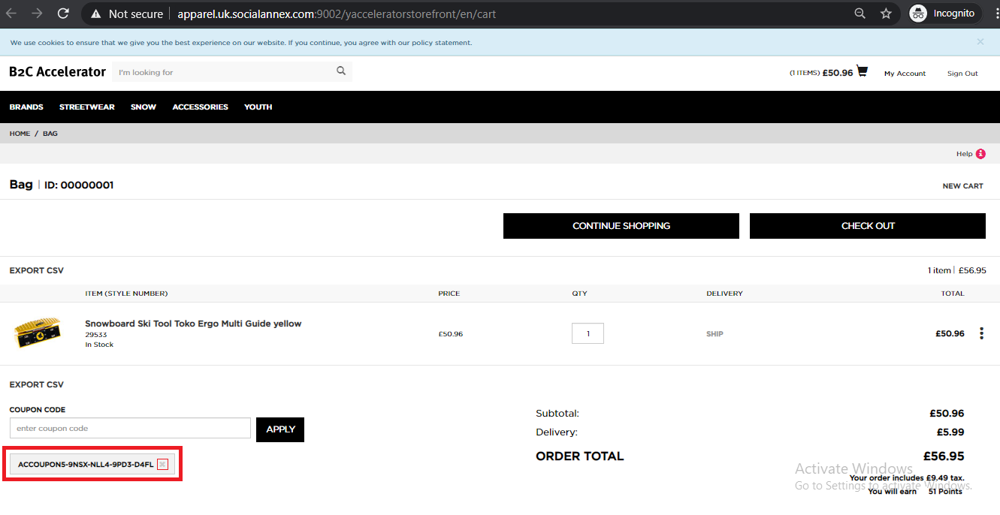 Not secure apparel.uk.socialannex.com:9002/yacceleratorstorefront/en/cart Incognito
We use cookies to ensure that we give you the best experience on our website. If you continue, you agree with our policy statement. ×
B2C Accelerator I'm looking for (1 ITEMS) £50.96 My Account Sign Out
BRANDS STREETWEAR SNOW ACCESSORIES YOUTH
HOME / BAG
Help i
Bag | ID: 00000001 NEW CART
CONTINUE SHOPPING CHECK OUT
EXPORT CSV 1 item | £56.95
ITEM (STYLE NUMBER) PRICE QTY DELIVERY TOTAL
Snowboard Ski Tool Toko Ergo Multi Guide yellow
29533 £50.96 1 SHIP £50.96
In Stock
EXPORT CSV
COUPON CODE
enter coupon code APPLY
ACCOUPON5-9NSX-NLL4-9PD3-D4FL
Subtotal: £50.96
Delivery: £5.99
ORDER TOTAL £56.95
Your order includes £9.49 tax.
You will earn 51 Points
Activate Windows
Go to Settings to activate Windows.